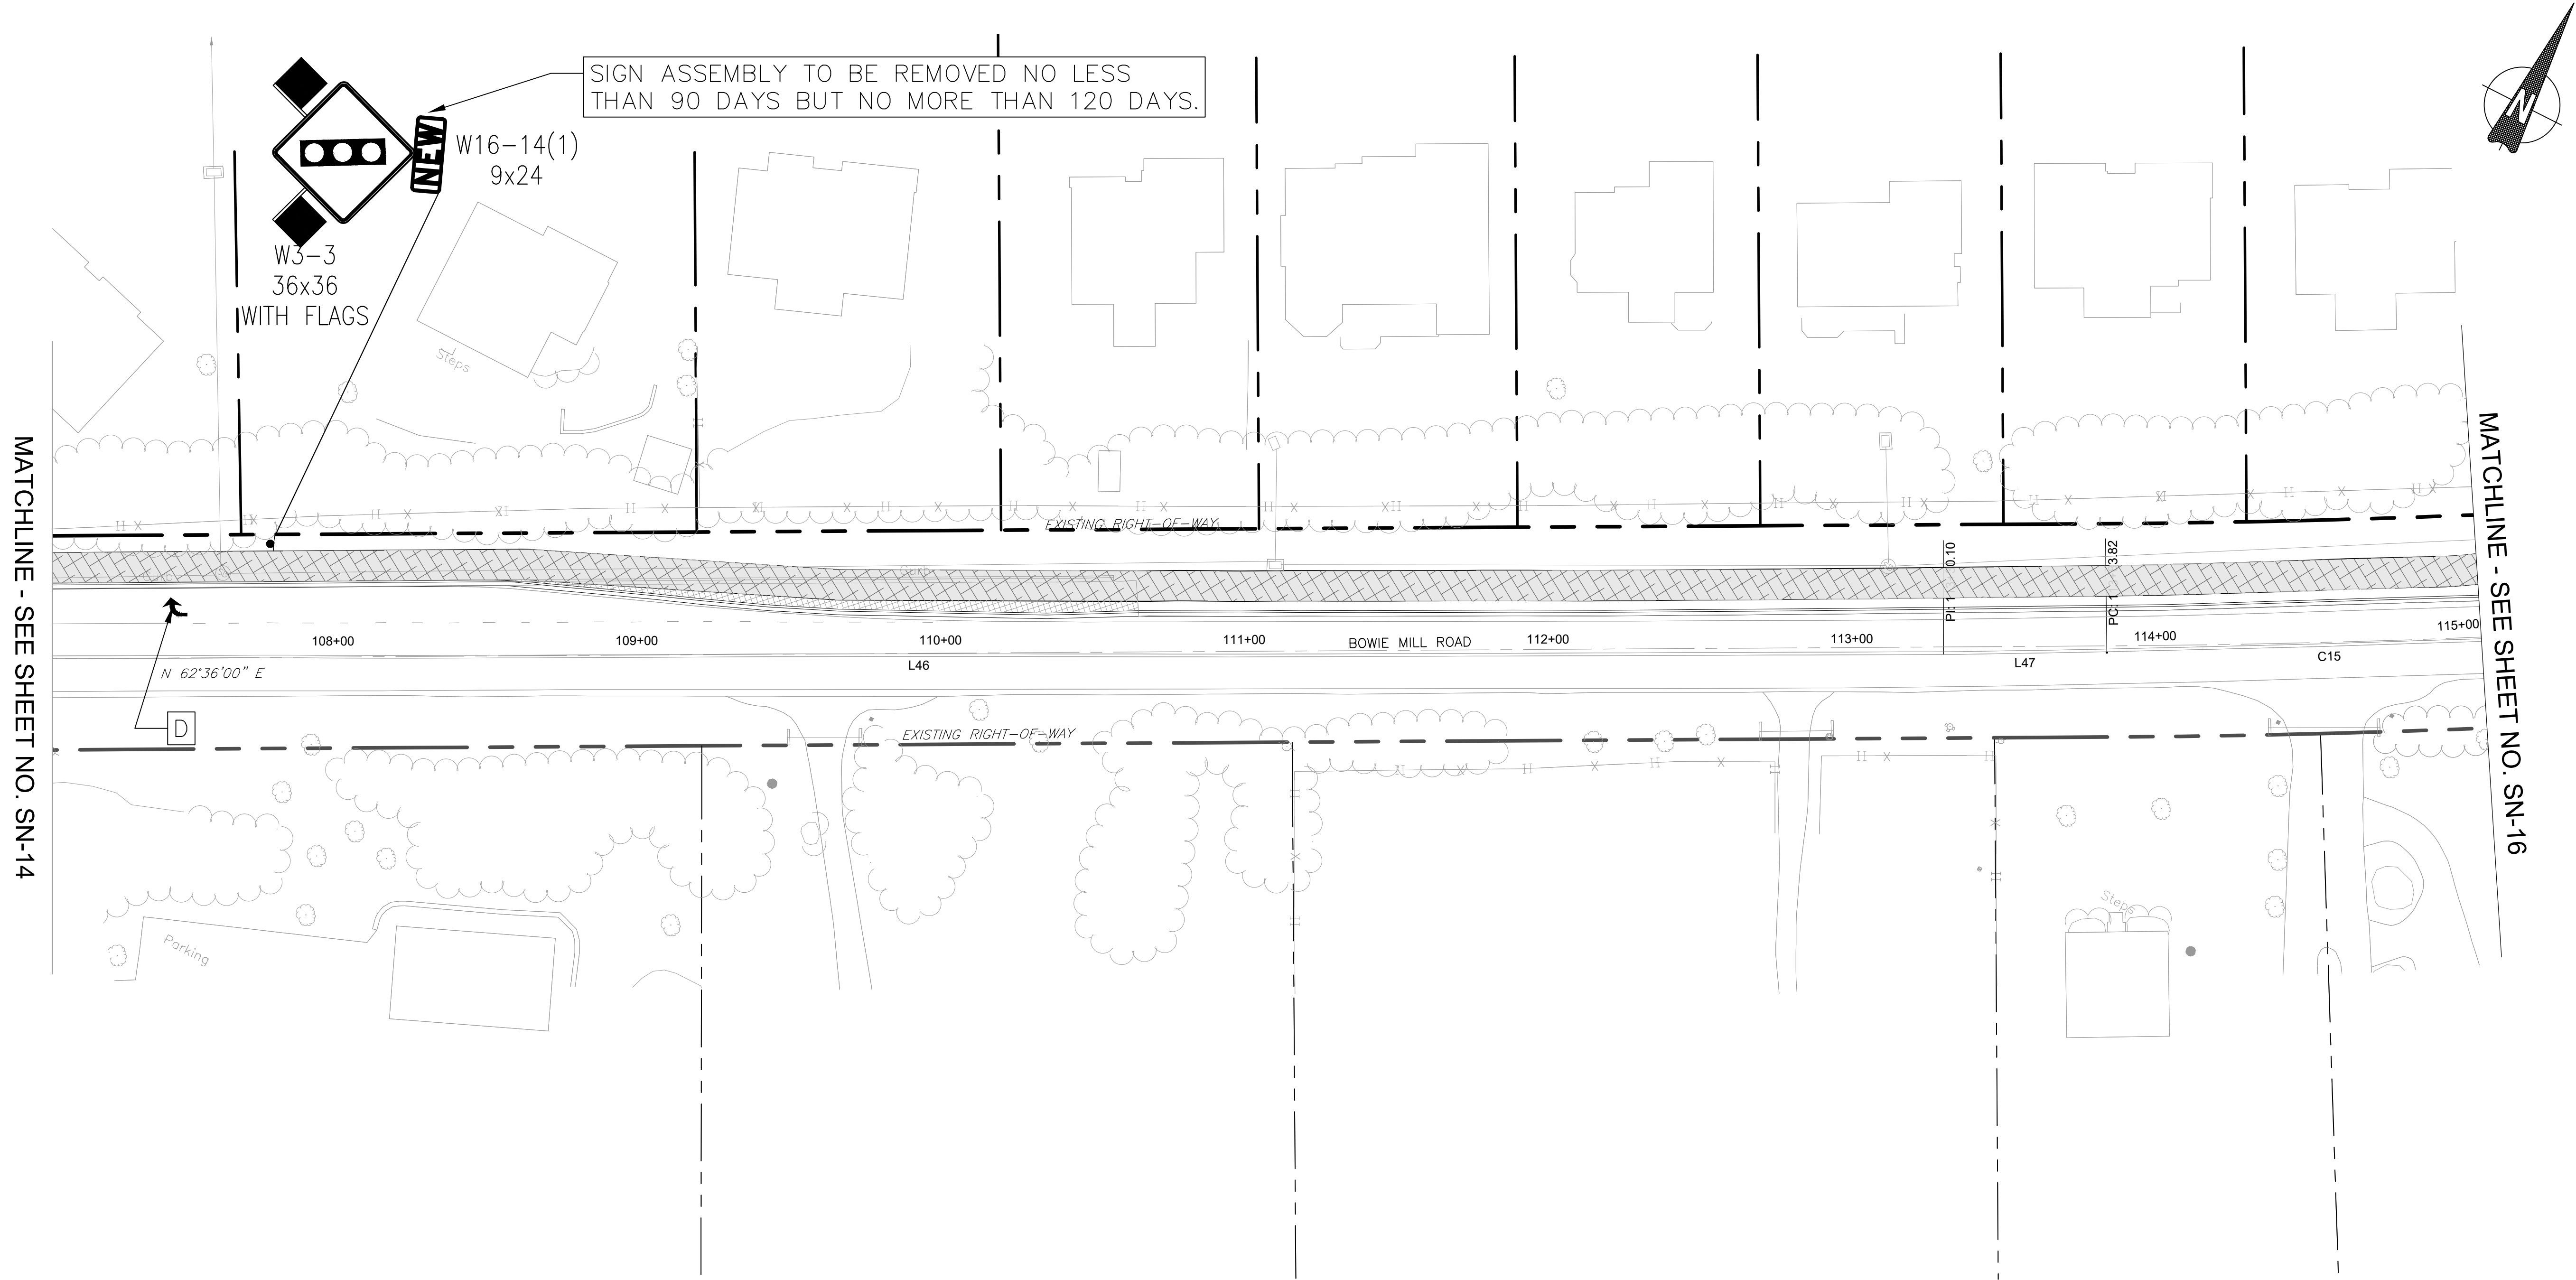 SIGN ASSEMBLY TO BE REMOVED NO LESS
THAN 90 DAYS BUT NO MORE THAN 120 DAYS.
N
NEW
W16-14(1)
9x24
W3-3
36x36
WITH FLAGS
Steps
MATCHLINE - SEE SHEET NO. SN-14
MATCHLINE - SEE SHEET NO. SN-16
EXISTING RIGHT-OF-WAY
PI: 1 0.10
PC: 1 3.82
108+00
109+00
110+00
111+00
BOWIE MILL ROAD
112+00
113+00
114+00
115+00
L46
L47
C15
N 62°36'00" E
D
EXISTING RIGHT-OF-WAY
Parking
Steps